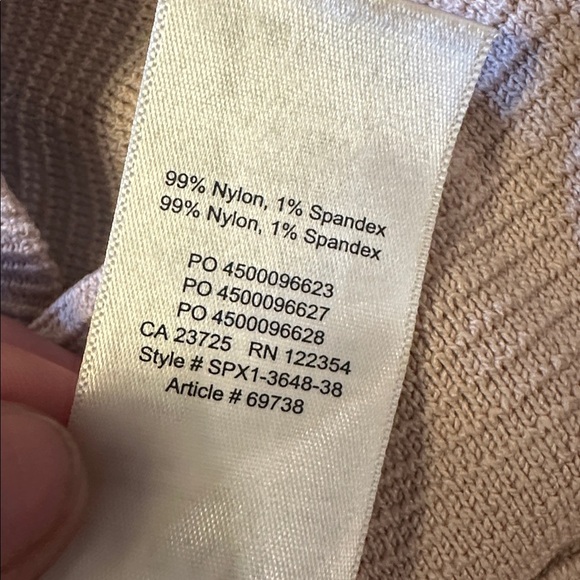 99% Nylon, 1% Spandex
99% Nylon, 1% Spandex
PO 4500096623
PO 4500096627
PO 4500096628
CA 23725 RN 122354
Style # SPX1-3648-38
Article # 69738